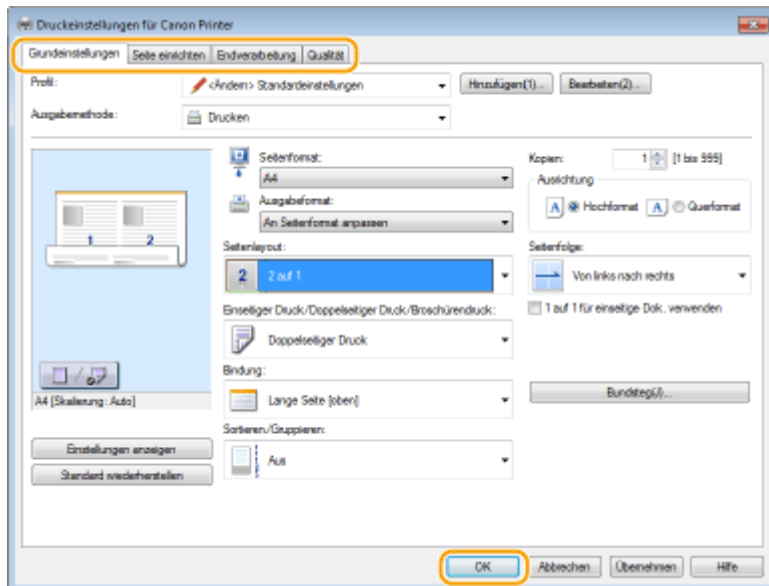 Druckeinstellungen für Canon Printer
Grundeinstellungen Seite einrichten Endverarbeitung Qualität
Profil: <Ändern> Standardeinstellungen Hinzufügen(1)... Bearbeiten(2)...
Ausgabemethode: Drucken
Seitenformat:
A4
Ausgabeformat:
An Seitenformat anpassen
Kopien: 1 [1 bis 999]
Ausrichtung
A Hochformat A Querformat
1 2
Seitenlayout:
2 2 auf 1
Seitenfolge:
Von links nach rechts
1 auf 1 für einseitige Dok. verwenden
Einseitiger Druck/Doppelseitiger Druck/Broschürendruck:
Doppelseitiger Druck
Bindung:
Lange Seite [oben]
Bundsteg(J)...
A4 [Skalierung: Auto]
Sortieren/Gruppieren:
Aus
Einstellungen anzeigen
Standard wiederherstellen
OK Abbrechen Übernehmen Hilfe